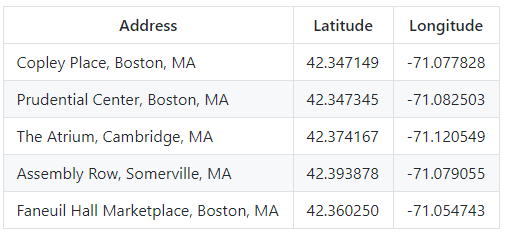 Address Latitude Longitude
Copley Place, Boston, MA 42.347149 -71.077828
Prudential Center, Boston, MA 42.347345 -71.082503
The Atrium, Cambridge, MA 42.374167 -71.120549
Assembly Row, Somerville, MA 42.393878 -71.079055
Faneuil Hall Marketplace, Boston, MA 42.360250 -71.054743